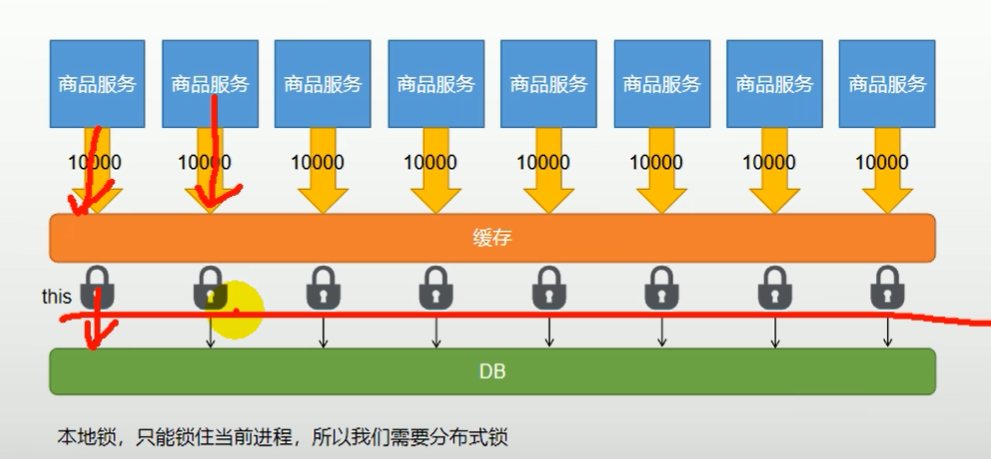 商品服务 商品服务 商品服务 商品服务 商品服务 商品服务 商品服务 商品服务
10000 10000 10000 10000 10000 10000 10000 10000
缓存
this
DB
本地锁，只能锁住当前进程，所以我们需要分布式锁